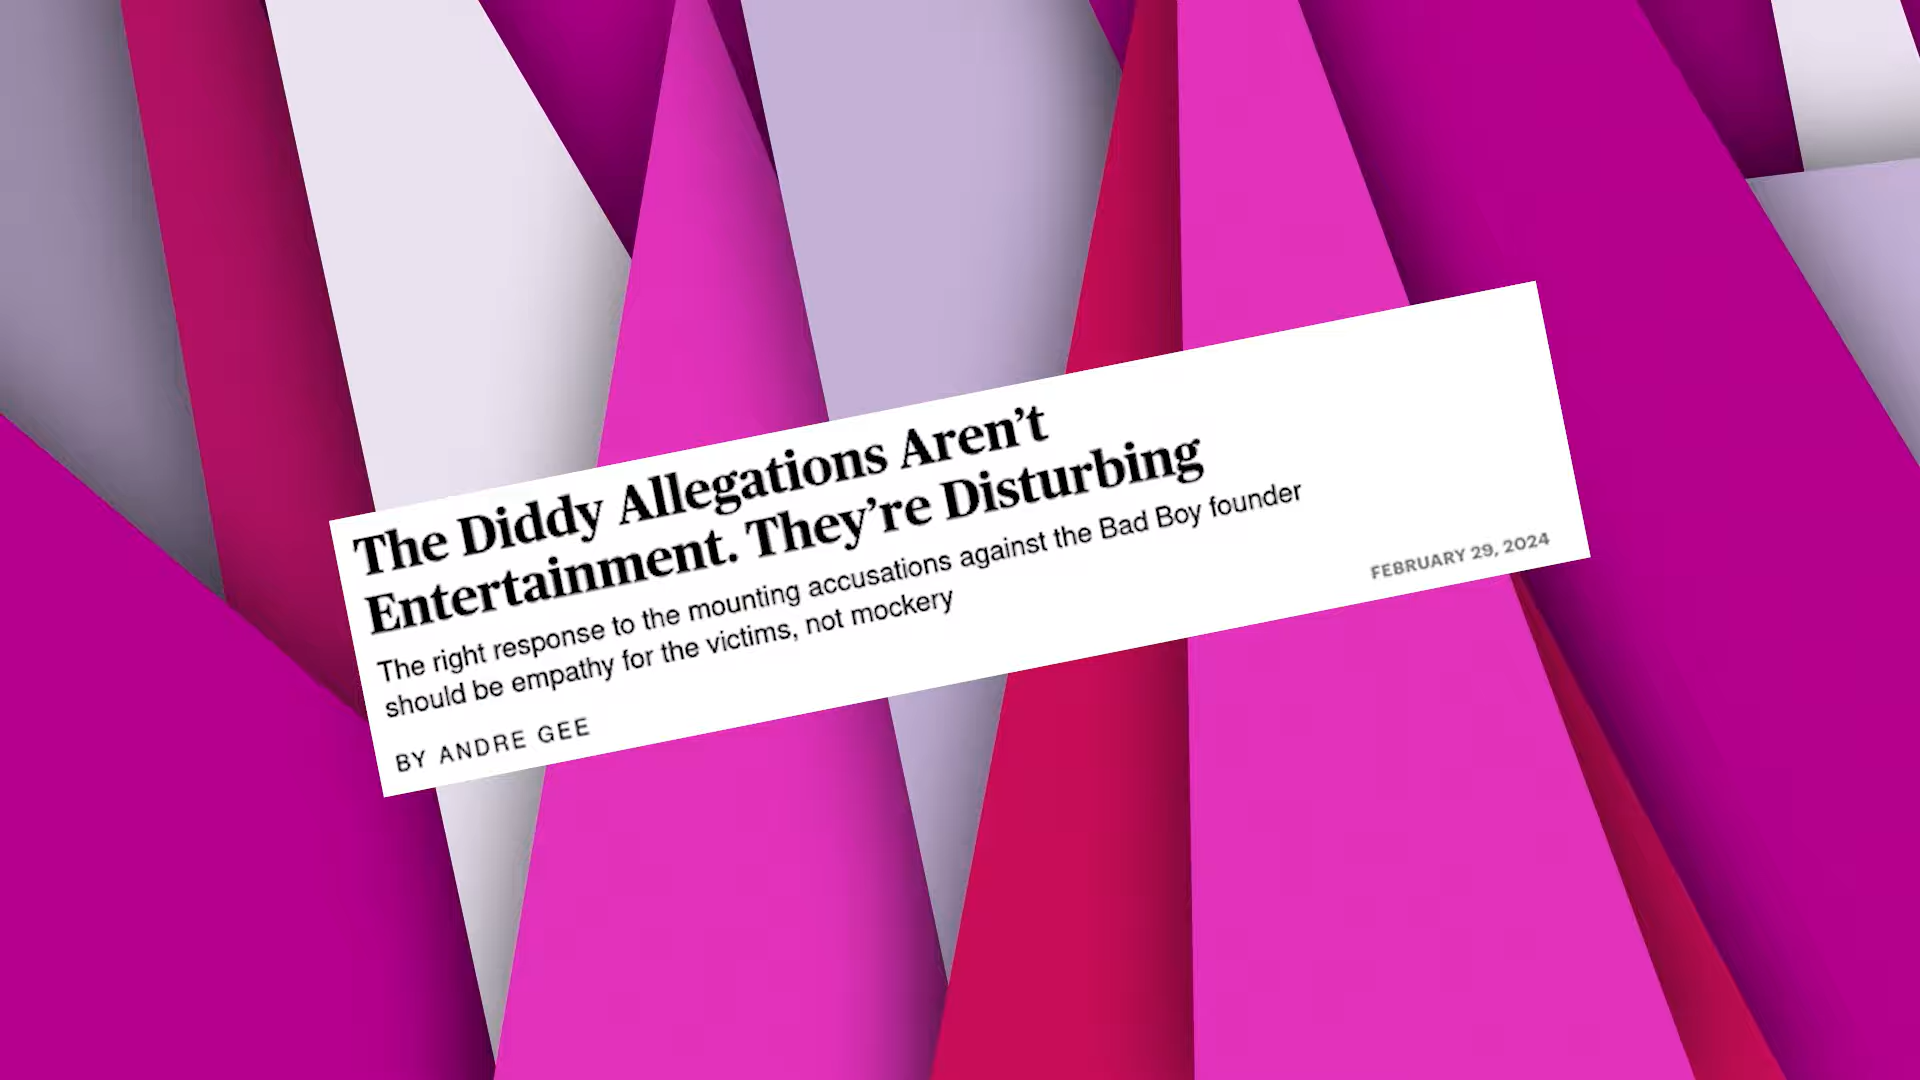 The Diddy Allegations Aren’t
Entertainment. They’re Disturbing
The right response to the mounting accusations against the Bad Boy founder
should be empathy for the victims, not mockery
BY ANDRE GEE
FEBRUARY 29, 2024